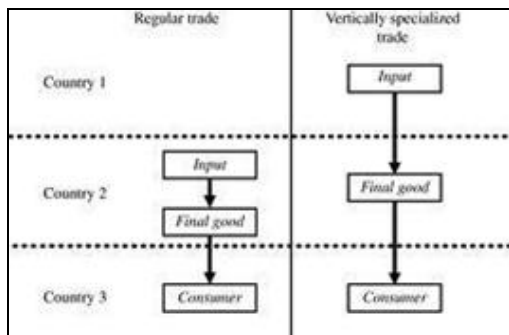 Regular trade
Vertically specialized
trade
Country 1
Input
Country 2
Input
Final good
Final good
Country 3
Consumer
Consumer